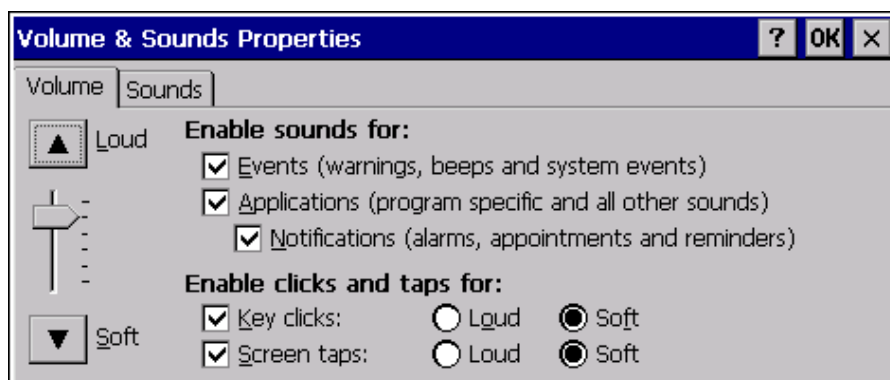 Volume & Sounds Properties ? OK ×
Volume Sounds
Loud
Enable sounds for:
Events (warnings, beeps and system events)
Applications (program specific and all other sounds)
Notifications (alarms, appointments and reminders)
Enable clicks and taps for:
Key clicks: Loud Soft
Soft
Screen taps: Loud Soft